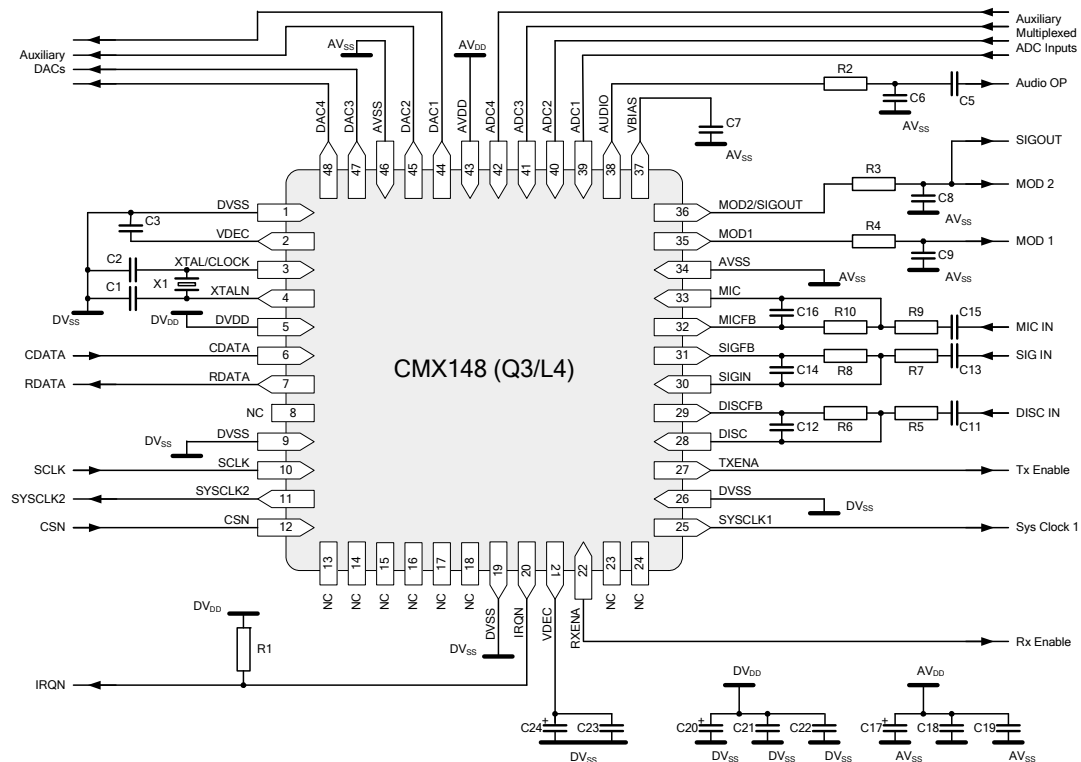 Auxiliary
DACs
AVSS
AVDD
Auxiliary
Multiplexed
ADC Inputs
R2
C6
C5
Audio OP
AVSS
C7
AVSS
DAC4
DAC3
AVSS
DAC2
DAC1
AVDD
ADC4
ADC3
ADC2
ADC1
AUDIO
VBIAS
48
47
46
45
44
43
42
41
40
39
38
37
CMX148 (Q3/L4)
DVSS
1
C3
VDEC
2
C2
XTAL/CLOCK
3
C1
X1
XTALN
4
DVSS
DVDD
DVDD
5
CDATA
CDATA
6
RDATA
RDATA
7
NC
8
DVSS
DVSS
9
SCLK
SCLK
10
SYSCLK2
SYSCLK2
11
CSN
CSN
12
SIGOUT
36
MOD2/SIGOUT
R3
C8
AVSS
MOD 2
35
MOD1
R4
C9
AVSS
MOD 1
34
AVSS
AVSS
33
MIC
32
MICFB
C16
R10
R9
C15
MIC IN
31
SIGFB
C14
R8
R7
C13
SIG IN
30
SIGIN
29
DISCFB
C12
R6
R5
C11
DISC IN
28
DISC
27
TXENA
Tx Enable
26
DVSS
DVSS
25
SYSCLK1
Sys Clock 1
13
14
15
16
17
18
19
20
21
22
23
24
NC
NC
NC
NC
NC
NC
DVSS
IRQN
VDEC
RXENA
NC
NC
DVSS
Rx Enable
DVDD
R1
IRQN
C24
+
C23
DVSS
DVDD
C20
+
C21
C22
DVSS
DVSS
DVSS
AVDD
C17
+
C18
C19
AVSS
AVSS